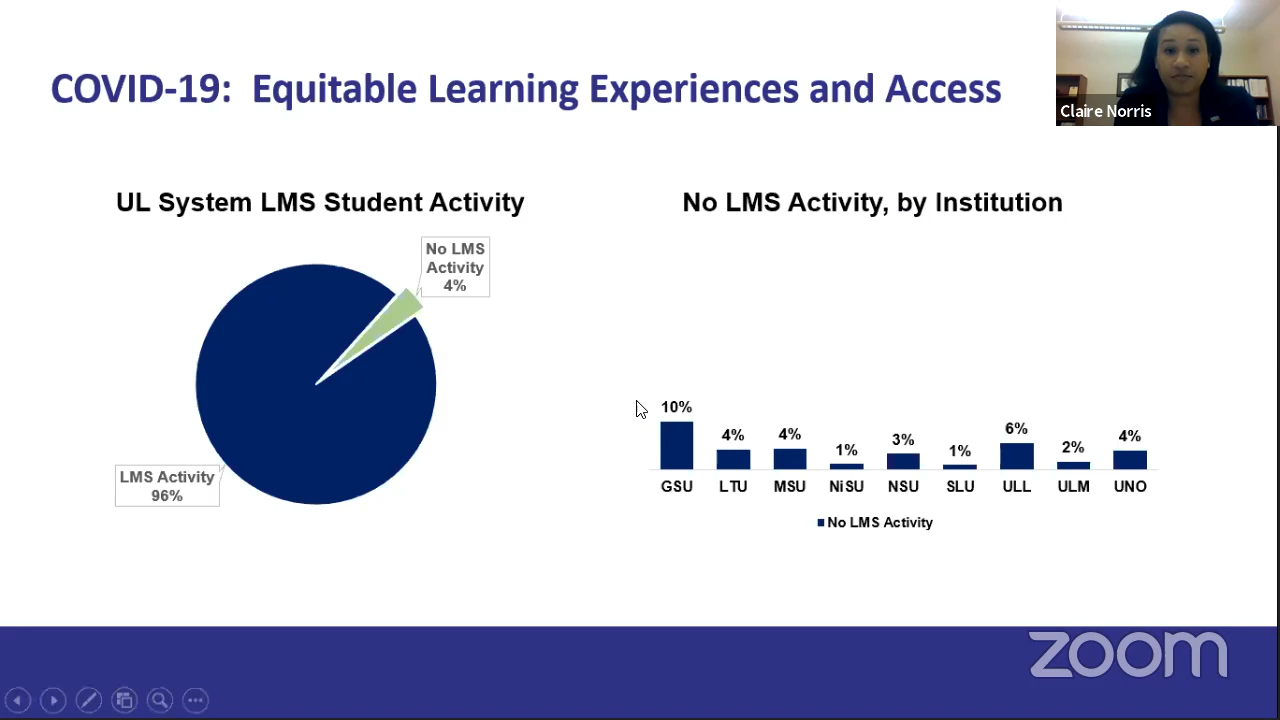 COVID-19: Equitable Learning Experiences and Access
Claire Norris
UL System LMS Student Activity
No LMS
Activity
4%
LMS Activity
96%
No LMS Activity, by Institution
10% 4% 4% 1% 3% 1% 6% 2% 4%
GSU LTU MSU NiSU NSU SLU ULL ULM UNO
No LMS Activity
zoom